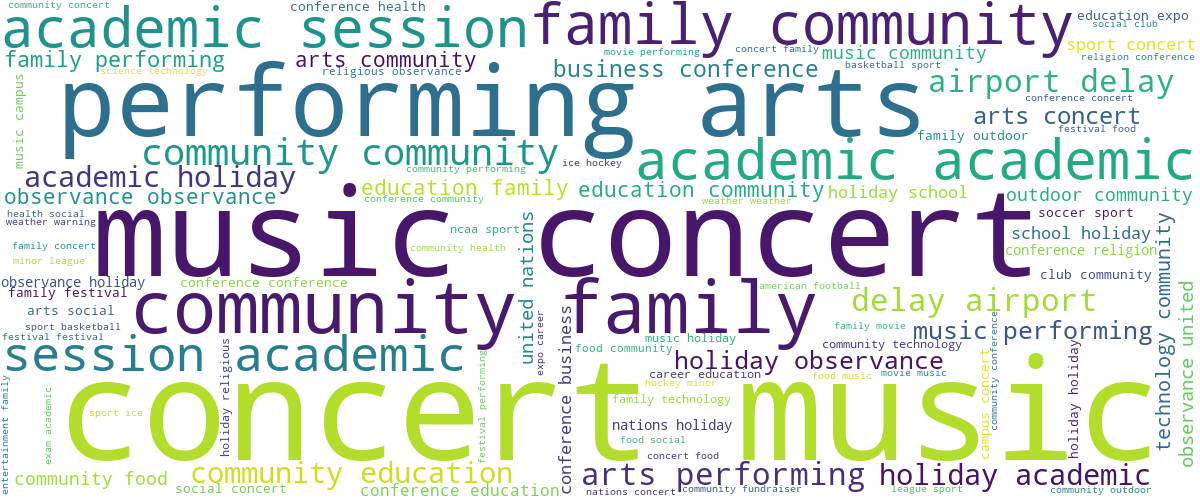 community concert
conference health
academic session
family community
education expo
social club
sport concert
religion conference
family performing
arts community
movie performing
concert family
music community
basketball sport
science technology
religious observance
business conference
airport delay
performing arts
music campus
conference concert
arts concert
festival food
family outdoor
community community
ice hockey
academic academic
community performing
academic holiday
observance observance
education family
conference community
education community
weather weather
holiday school
outdoor community
health social
weather warning
music concert
united nations
ncaa sport
soccer sport
school holiday
family concert
community health
conference religion
minor league
club community
technology community
observance holiday
conference conference
american football
family festival
community family
delay airport
observance united
arts social
sport basketball
festival festival
expo career
conference business
family movie
music performing
community conference
session academic
holiday religious
festival performing
music holiday
food community
community technology
holiday observance
career education
food music
movie music
hockey minor
campus concert
holiday holiday
entertainment family
exam academic
sport ice
concert music
family technology
nations holiday
food social
concert food
community food
community education
arts performing
holiday academic
social concert
conference education
nations concert
community fundraiser
league sport
community outdoor